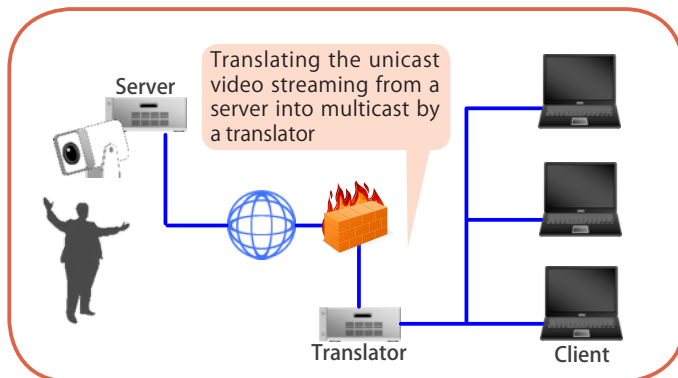 Translating the unicast
video streaming from a
server into multicast by
a translator
Server
Translator
Client